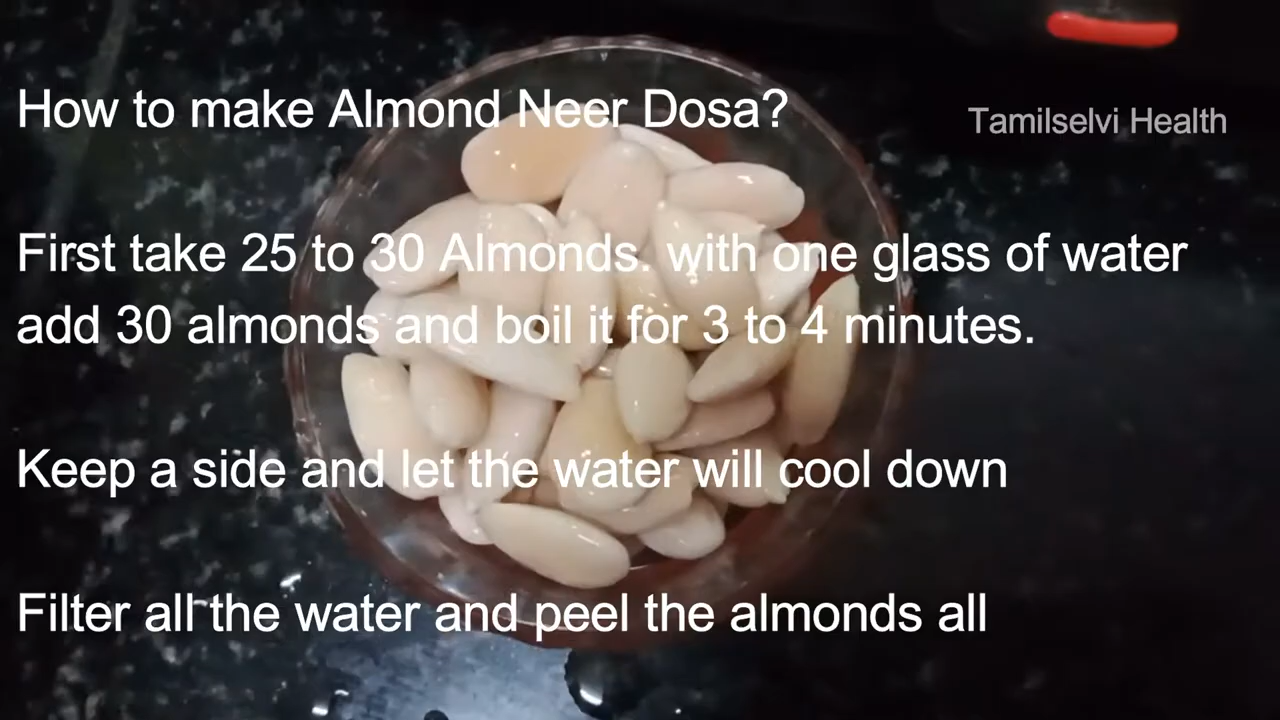 How to make Almond Neer Dosa?
Tamilselvi Health
First take 25 to 30 Almonds. with one glass of water
add 30 almonds and boil it for 3 to 4 minutes.
Keep a side and let the water will cool down
Filter all the water and peel the almonds all